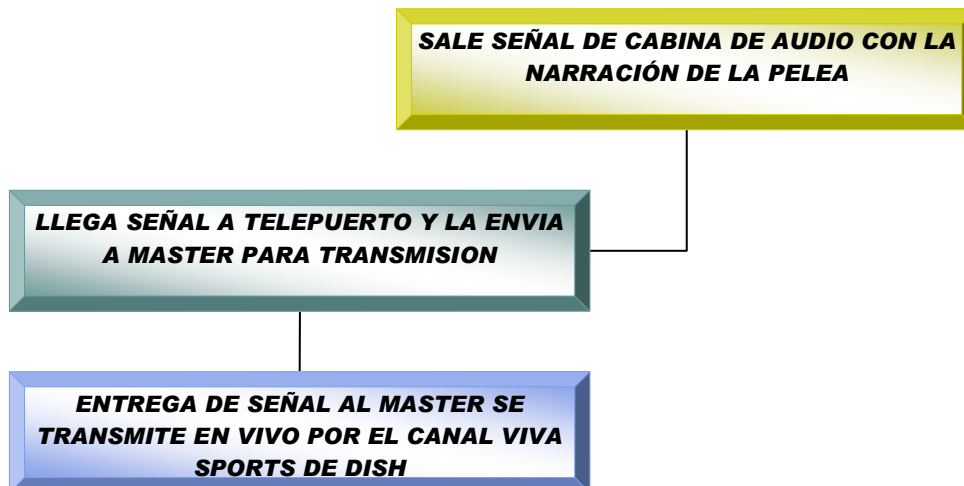 SALE SEÑAL DE CABINA DE AUDIO CON LA
NARRACIÓN DE LA PELEA
LLEGA SEÑAL A TELEPUERTO Y LA ENVIA
A MASTER PARA TRANSMISION
ENTREGA DE SEÑAL AL MASTER SE
TRANSMITE EN VIVO POR EL CANAL VIVA
SPORTS DE DISH